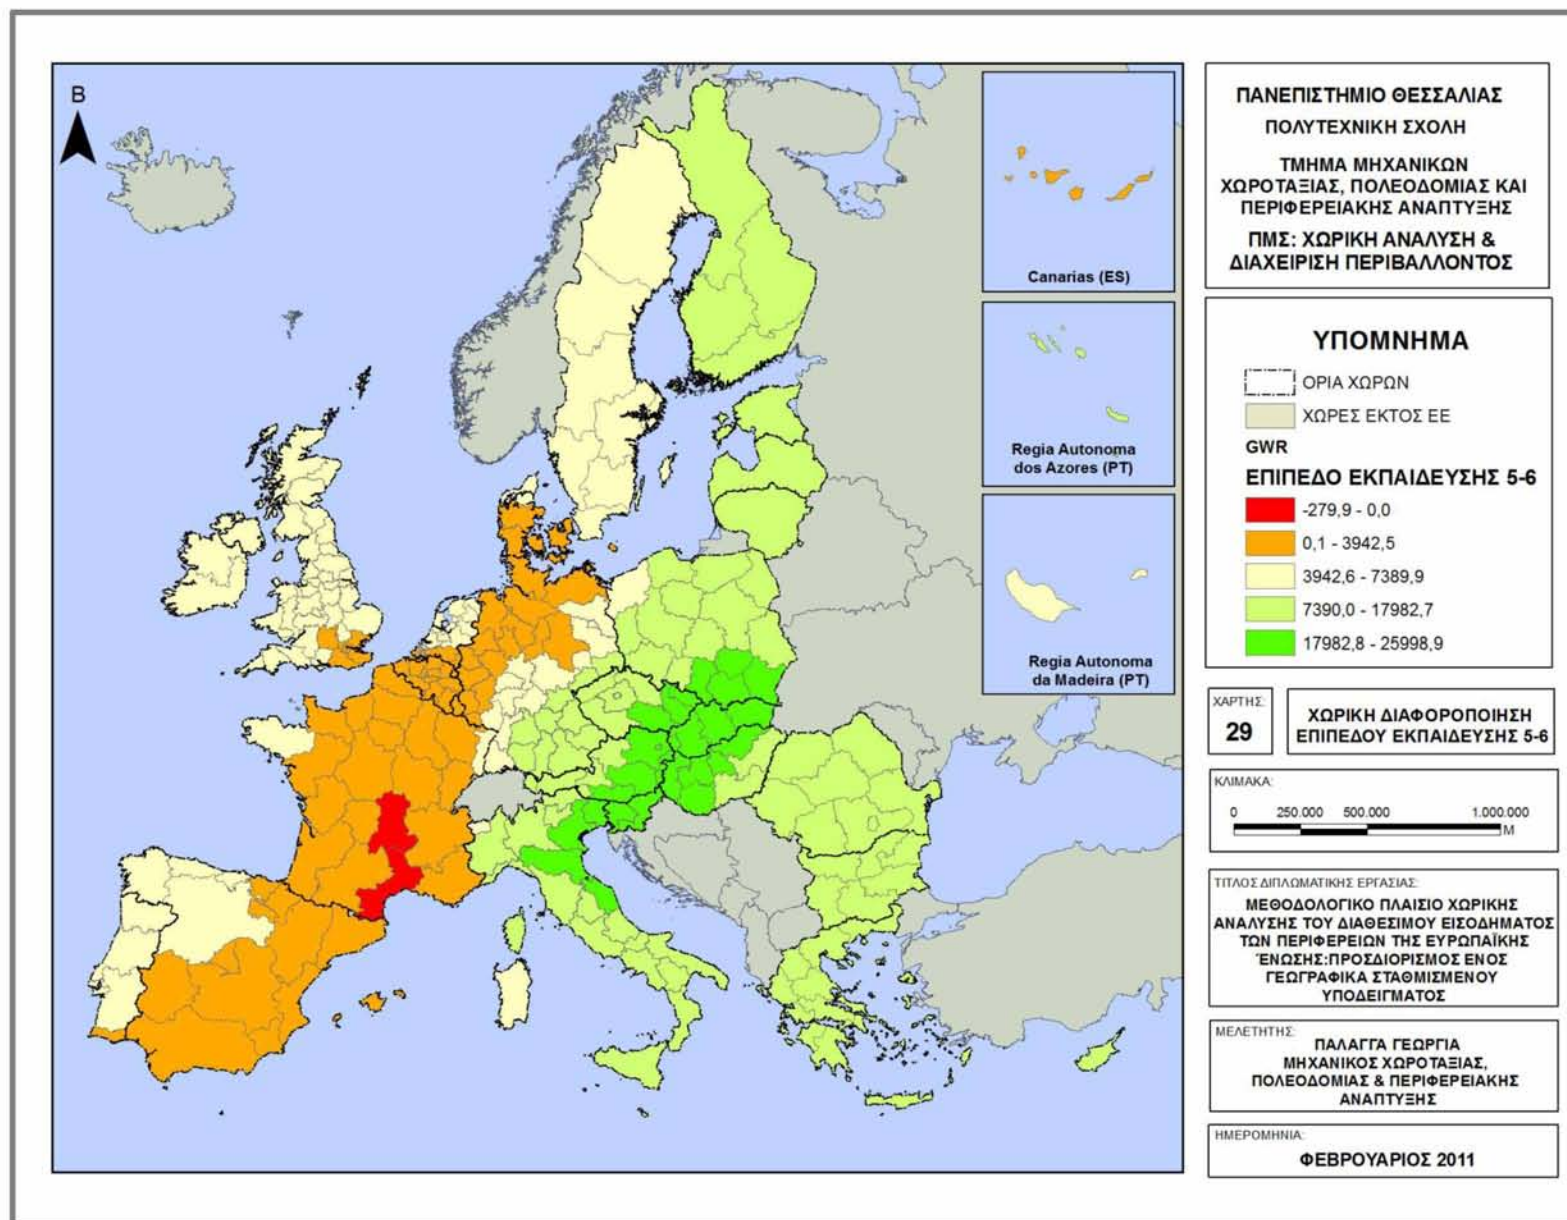 B
Canarias (ES)
Regia Autonoma
dos Azores (PT)
Regia Autonoma
da Madeira (PT)
ΠΑΝΕΠΙΣΤΗΜΙΟ ΘΕΣΣΑΛΙΑΣ
ΠΟΛΥΤΕΧΝΙΚΗ ΣΧΟΛΗ
ΤΜΗΜΑ ΜΗΧΑΝΙΚΩΝ
ΧΩΡΟΤΑΞΙΑΣ, ΠΟΛΕΟΔΟΜΙΑΣ ΚΑΙ
ΠΕΡΙΦΕΡΕΙΑΚΗΣ ΑΝΑΠΤΥΞΗΣ
ΠΜΣ: ΧΩΡΙΚΗ ΑΝΑΛΥΣΗ &
ΔΙΑΧΕΙΡΙΣΗ ΠΕΡΙΒΑΛΛΟΝΤΟΣ
ΥΠΟΜΝΗΜΑ
ΟΡΙΑ ΧΩΡΩΝ
ΧΩΡΕΣ ΕΚΤΟΣ ΕΕ
GWR
ΕΠΙΠΕΔΟ ΕΚΠΑΙΔΕΥΣΗΣ 5-6
-279,9 - 0,0
0,1 - 3942,5
3942,6 - 7389,9
7390,0 - 17982,7
17982,8 - 25998,9
ΧΑΡΤΗΣ:
29
ΧΩΡΙΚΗ ΔΙΑΦΟΡΟΠΟΙΗΣΗ
ΕΠΙΠΕΔΟΥ ΕΚΠΑΙΔΕΥΣΗΣ 5-6
ΚΛΙΜΑΚΑ:
0 250.000 500.000 1.000.000
M
ΤΙΤΛΟΣ ΔΙΠΛΩΜΑΤΙΚΗΣ ΕΡΓΑΣΙΑΣ:
ΜΕΘΟΔΟΛΟΓΙΚΟ ΠΛΑΙΣΙΟ ΧΩΡΙΚΗΣ
ΑΝΑΛΥΣΗΣ ΤΟΥ ΔΙΑΘΕΣΙΜΟΥ ΕΙΣΟΔΗΜΑΤΟΣ
ΤΩΝ ΠΕΡΙΦΕΡΕΙΩΝ ΤΗΣ ΕΥΡΩΠΑΪΚΗΣ
ΈΝΩΣΗΣ:ΠΡΟΣΔΙΟΡΙΣΜΟΣ ΕΝΟΣ
ΓΕΩΓΡΑΦΙΚΑ ΣΤΑΘΜΙΣΜΕΝΟΥ
ΥΠΟΔΕΙΓΜΑΤΟΣ
ΜΕΛΕΤΗΤΗΣ:
ΠΑΛΑΓΓΑ ΓΕΩΡΓΙΑ
ΜΗΧΑΝΙΚΟΣ ΧΩΡΟΤΑΞΙΑΣ,
ΠΟΛΕΟΔΟΜΙΑΣ & ΠΕΡΙΦΕΡΕΙΑΚΗΣ
ΑΝΑΠΤΥΞΗΣ
ΗΜΕΡΟΜΗΝΙΑ:
ΦΕΒΡΟΥΑΡΙΟΣ 2011